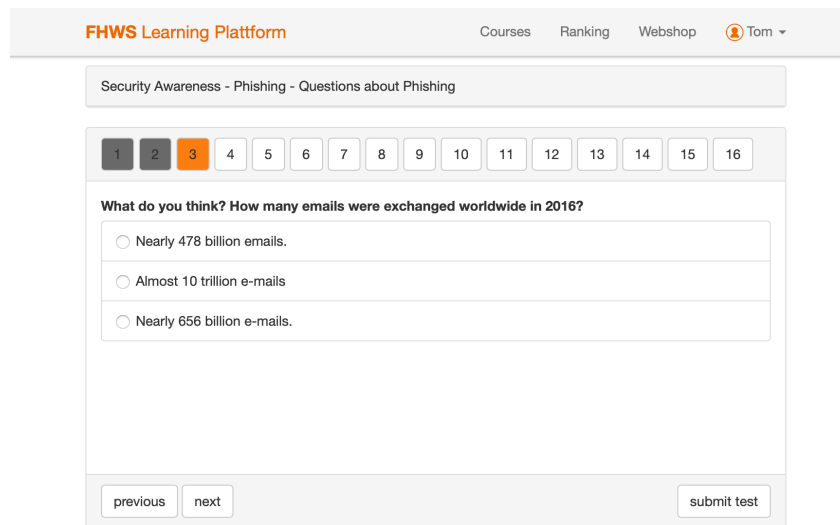 FHWS Learning Plattform Courses Ranking Webshop Tom
Security Awareness - Phishing - Questions about Phishing
1 2 3 4 5 6 7 8 9 10 11 12 13 14 15 16
What do you think? How many emails were exchanged worldwide in 2016?
Nearly 478 billion emails.
Almost 10 trillion e-mails
Nearly 656 billion e-mails.
previous next submit test